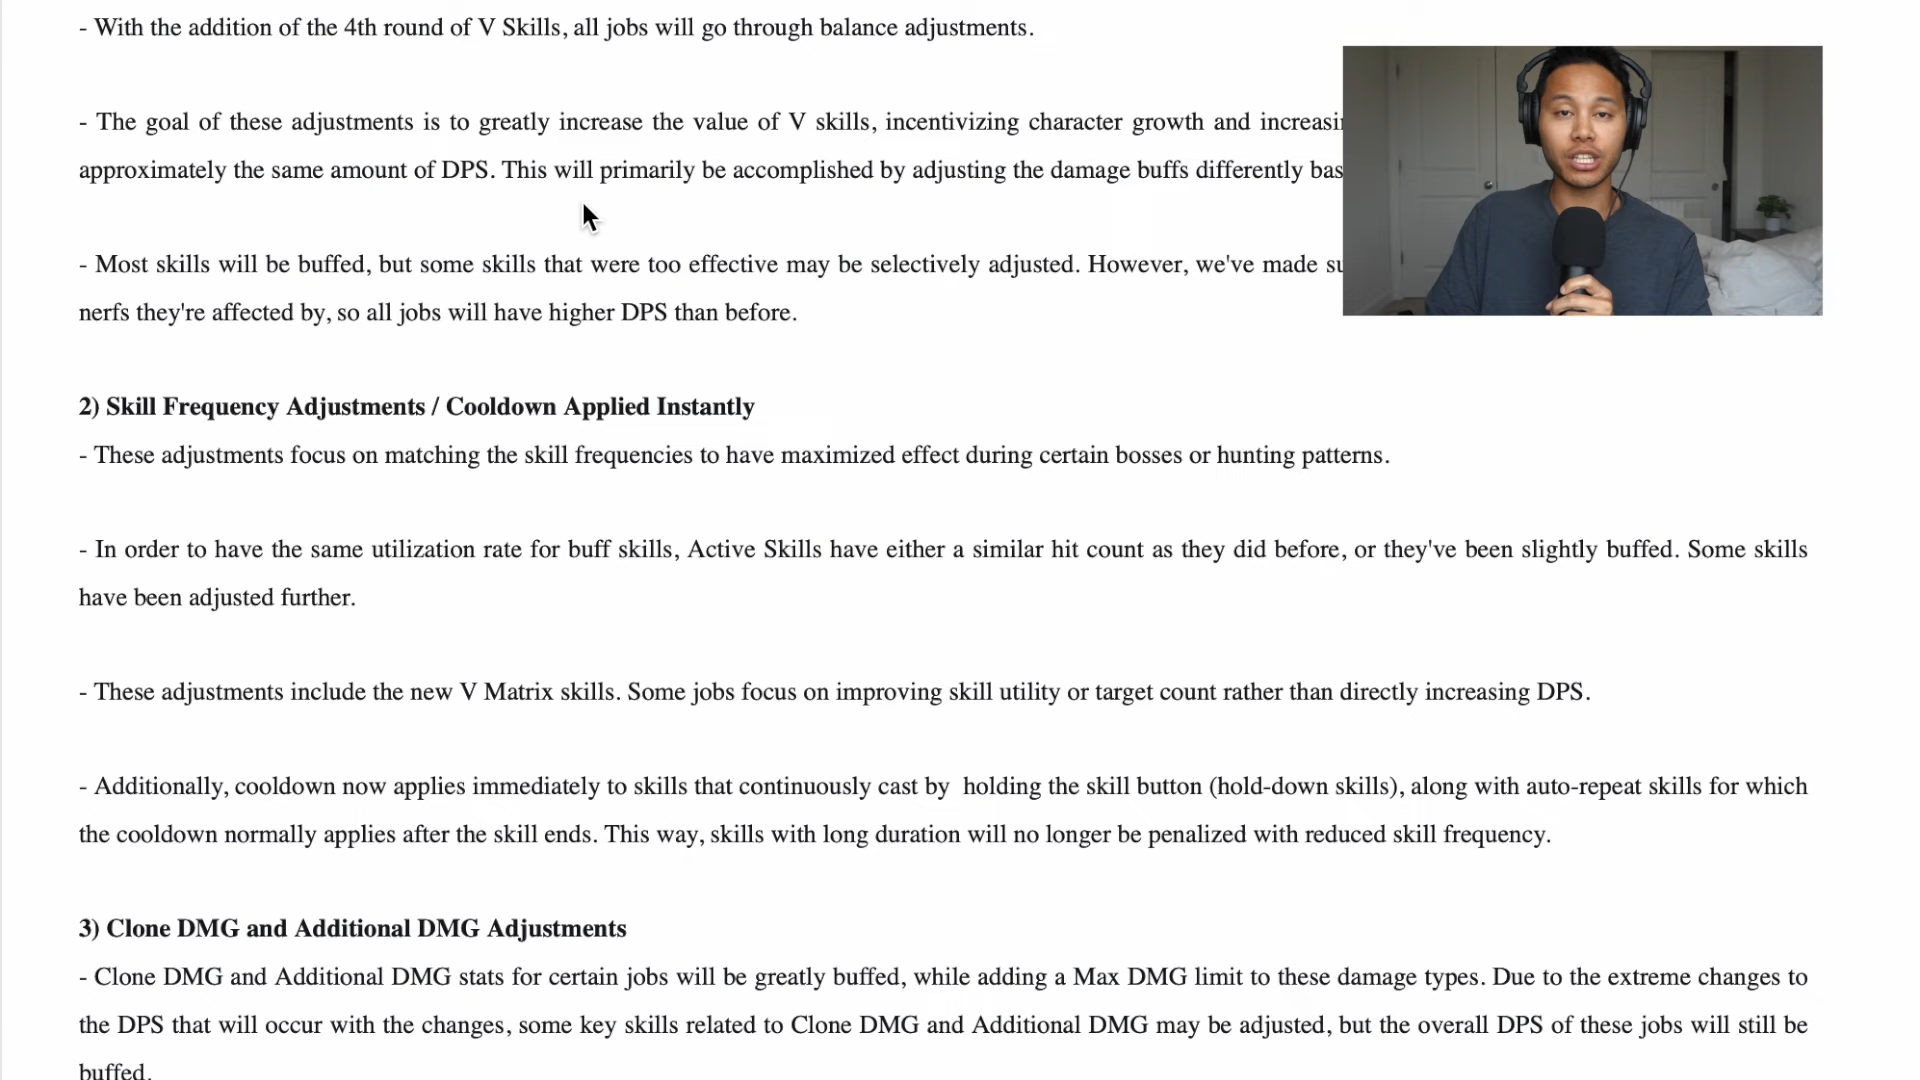 - With the addition of the 4th round of V Skills, all jobs will go through balance adjustments.
- The goal of these adjustments is to greatly increase the value of V skills, incentivizing character growth and
approximately the same amount of DPS. This will primarily be accomplished by adjusting the damage buffs differently
- Most skills will be buffed, but some skills that were too effective may be selectively adjusted. However, we've made
nerfs they're affected by, so all jobs will have higher DPS than before.
2) Skill Frequency Adjustments / Cooldown Applied Instantly
- These adjustments focus on matching the skill frequencies to have maximized effect during certain bosses or hunting patterns.
- In order to have the same utilization rate for buff skills, Active Skills have either a similar hit count as they did before, or they've been slightly buffed. Some skills
have been adjusted further.
- These adjustments include the new V Matrix skills. Some jobs focus on improving skill utility or target count rather than directly increasing DPS.
- Additionally, cooldown now applies immediately to skills that continuously cast by  holding the skill button (hold-down skills), along with auto-repeat skills for which
the cooldown normally applies after the skill ends. This way, skills with long duration will no longer be penalized with reduced skill frequency.
3) Clone DMG and Additional DMG Adjustments
- Clone DMG and Additional DMG stats for certain jobs will be greatly buffed, while adding a Max DMG limit to these damage types. Due to the extreme changes to
the DPS that will occur with the changes, some key skills related to Clone DMG and Additional DMG may be adjusted, but the overall DPS of these jobs will still be
buffed.